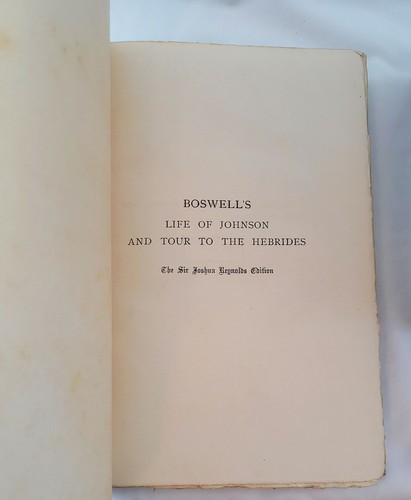 BOSWELL'S
LIFE OF JOHNSON
AND TOUR TO THE HEBRIDES
The Sir Joshua Reynolds Edition